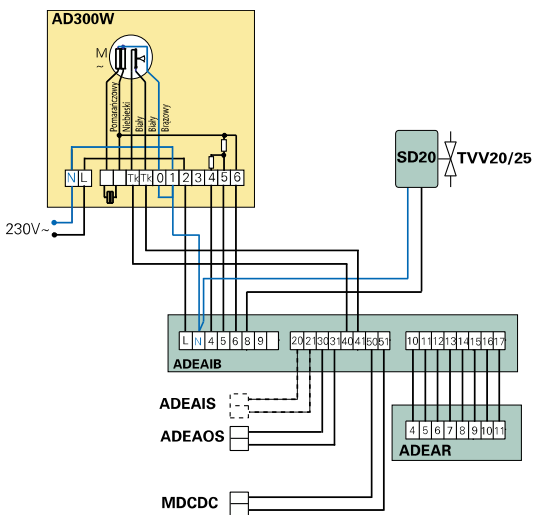 AD300W
M
~
Pomarańczowy
Niebieski
Biały
Biały
Brązowy
N L Tk Tk 0 1 2 3 4 5 6
230V~
SD20 TVV20/25
L N 4 5 6 8 9 20 21 30 31 40 41 50 51 10 11 12 13 14 15 16 17
ADEAIB
ADEAIS
ADEAOS
4 5 6 7 8 9 10 11
ADEAR
MDCDC